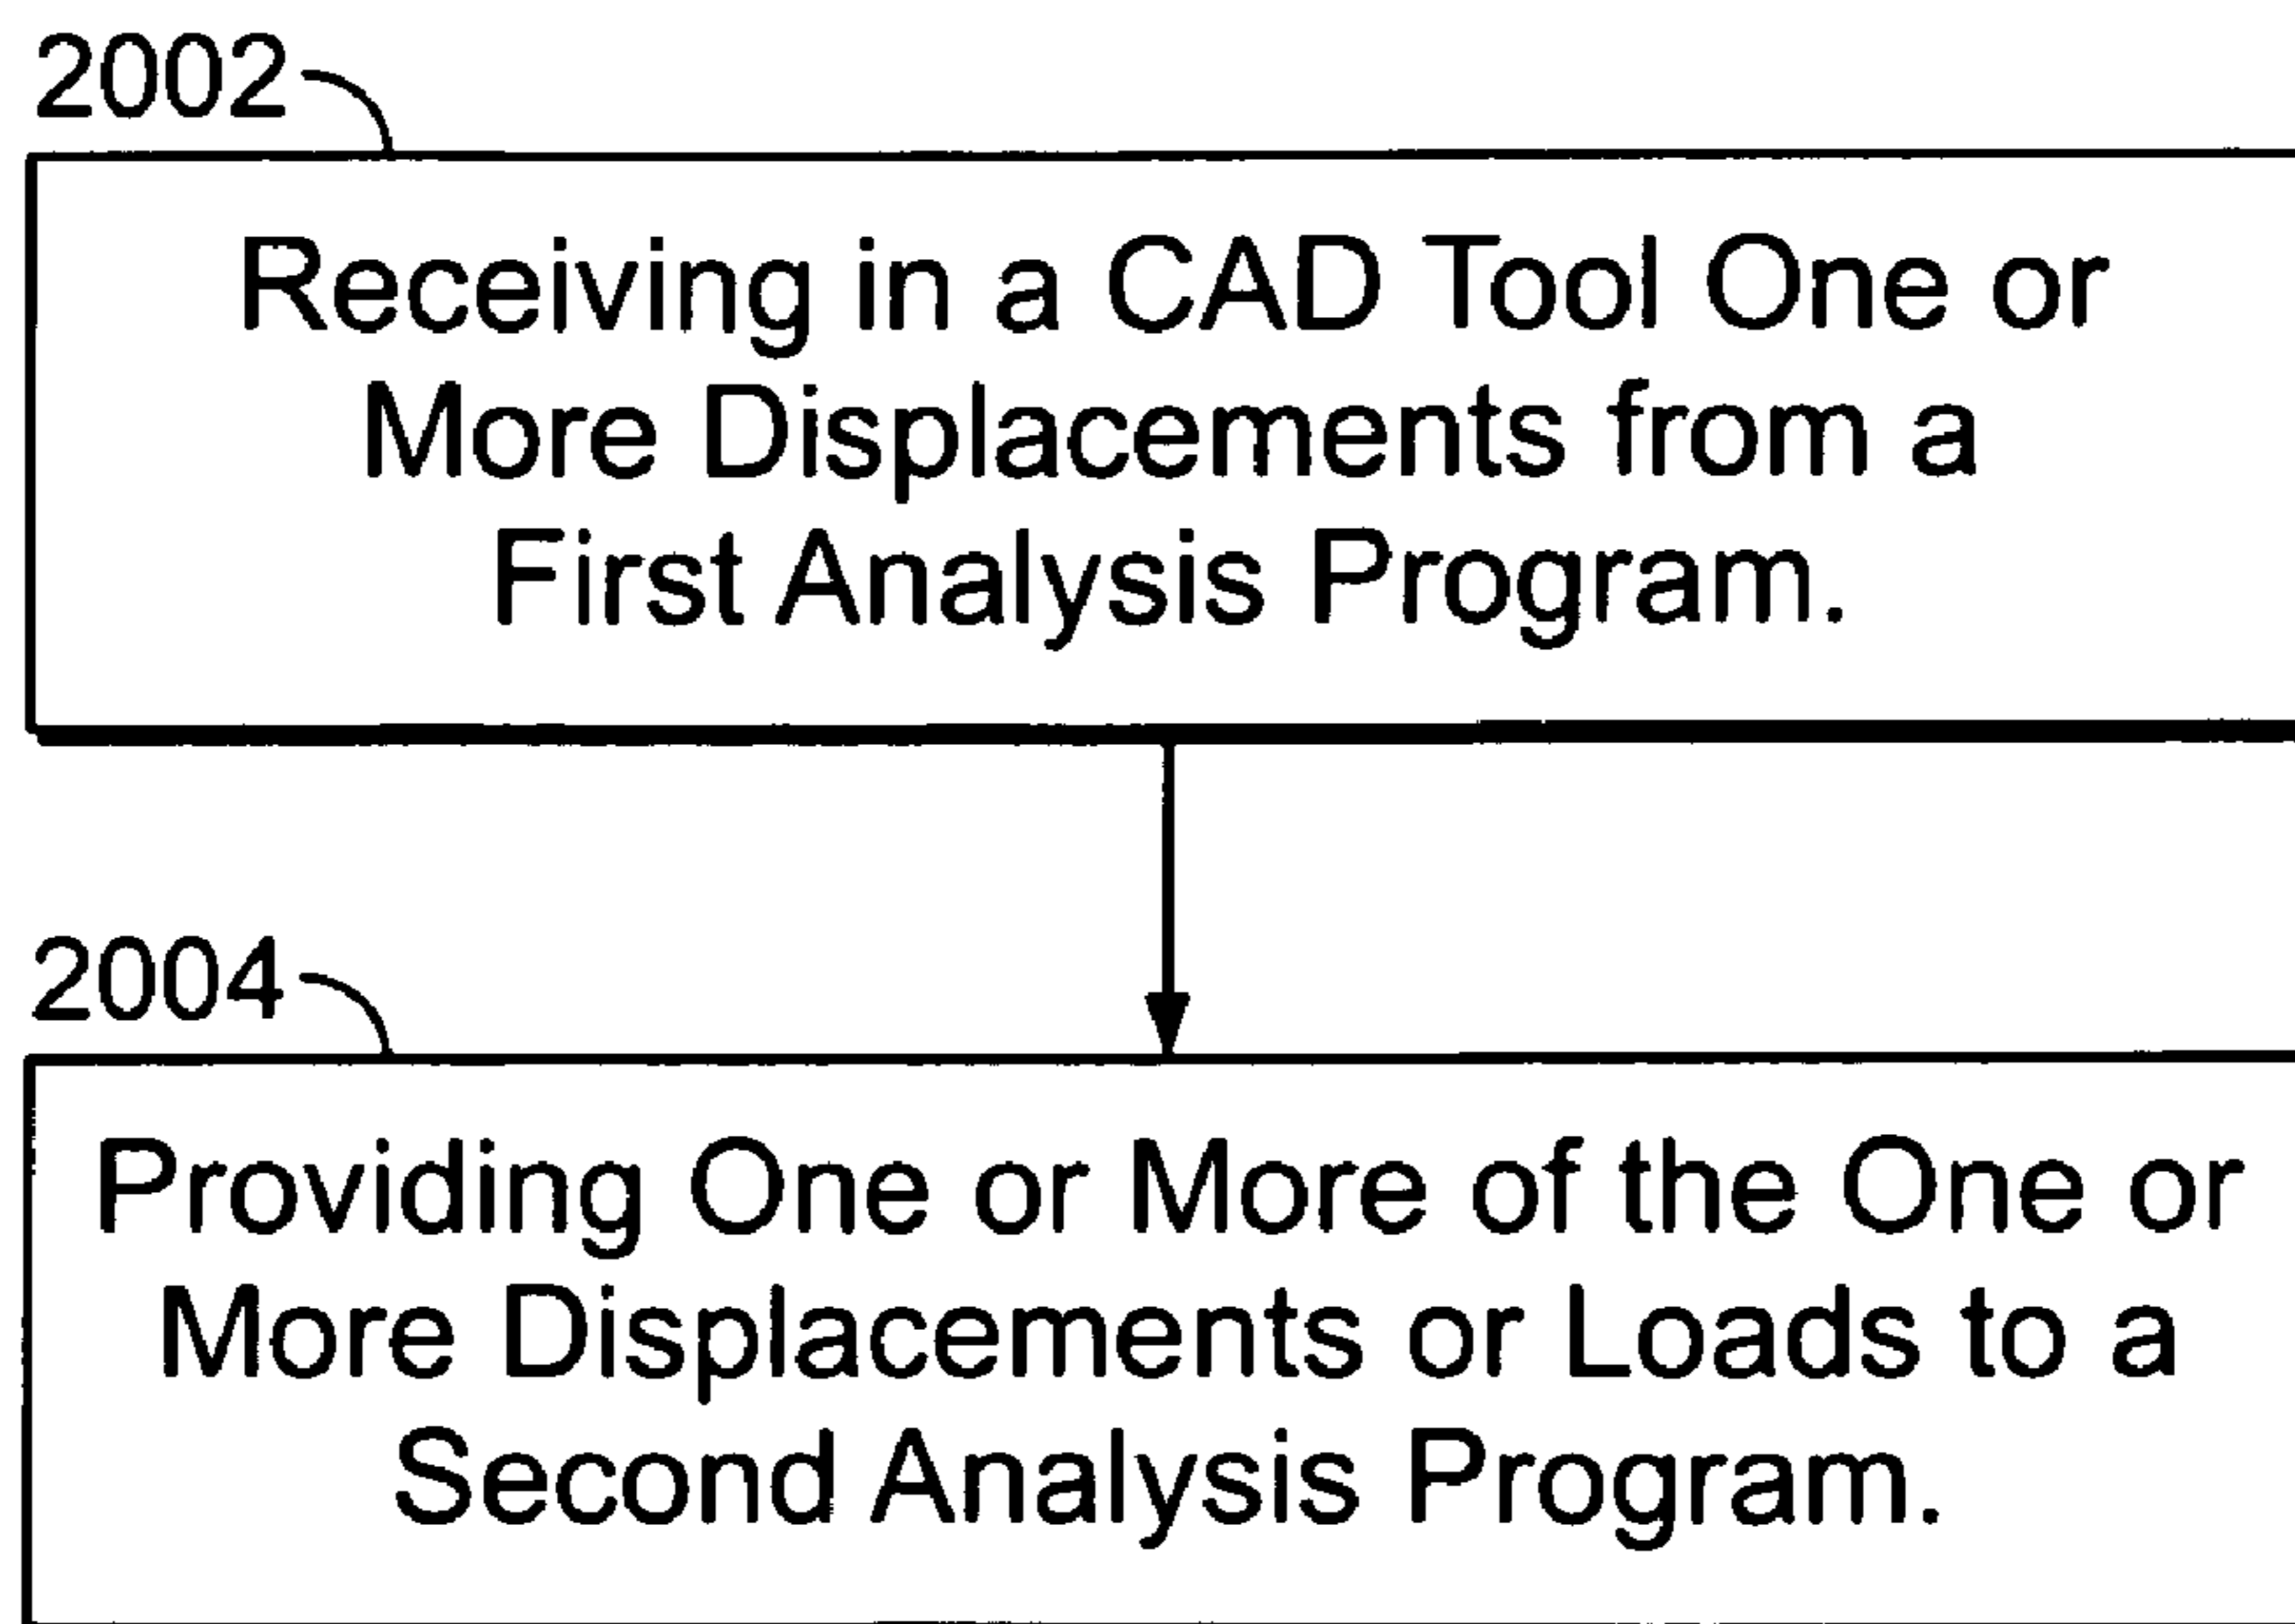 2002
Receiving in a CAD Tool One or
More Displacements from a
First Analysis Program.
2004
Providing One or More of the One or
More Displacements or Loads to a
Second Analysis Program.